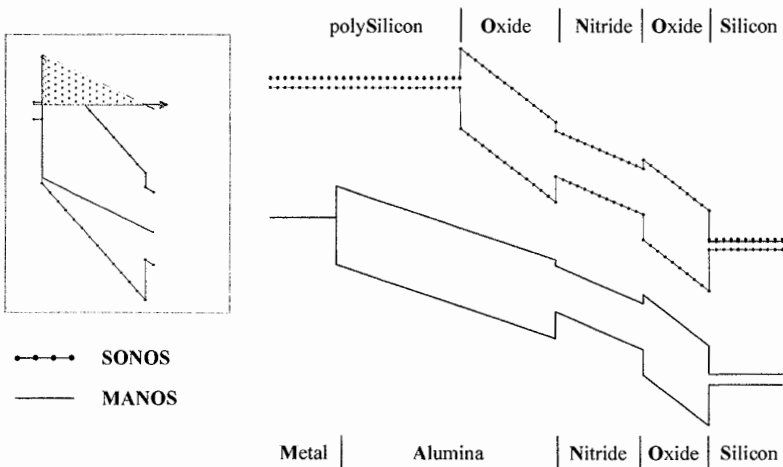 polySilicon | Oxide | Nitride | Oxide | Silicon
SONOS
MANOS
Metal | Alumina | Nitride | Oxide | Silicon